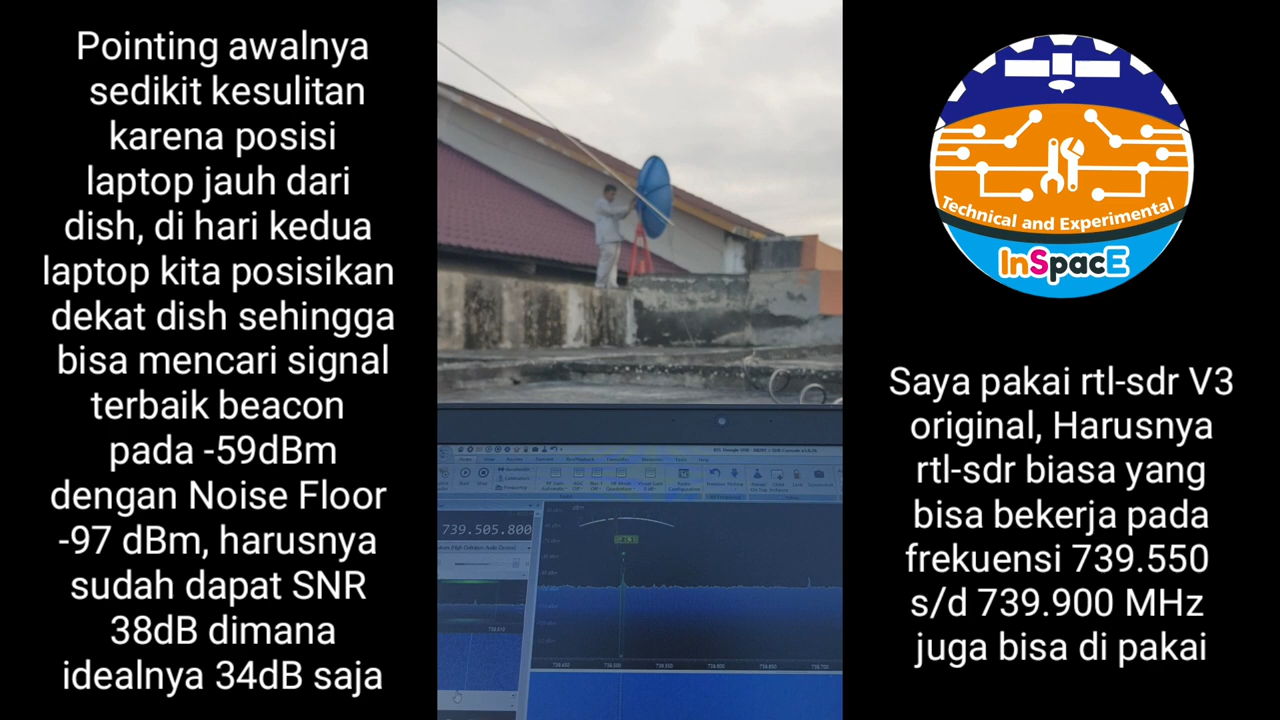 Pointing awalnya
sedikit kesulitan
karena posisi
laptop jauh dari
dish, di hari kedua
laptop kita posisikan
dekat dish sehingga
bisa mencari signal
terbaik beacon
pada -59dBm
dengan Noise Floor
-97 dBm, harusnya
sudah dapat SNR
38dB dimana
idealnya 34dB saja
739.505.800
Technical and Experimental
InSpacE
Saya pakai rtl-sdr V3
original, Harusnya
rtl-sdr biasa yang
bisa bekerja pada
frekuensi 739.550
s/d 739.900 MHz
juga bisa di pakai